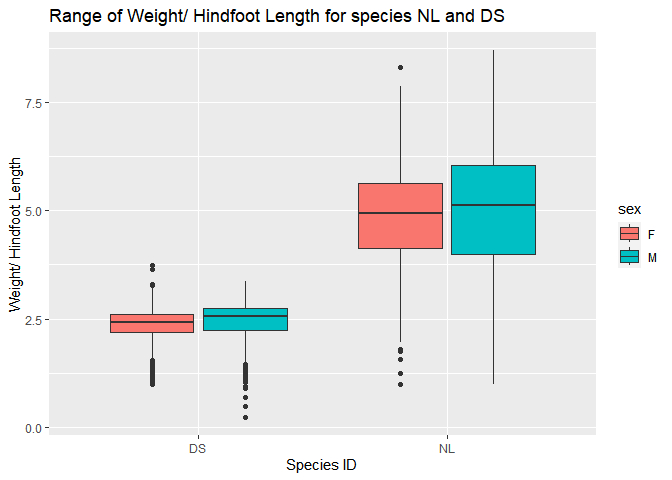 Range of Weight/ Hindfoot Length for species NL and DS
Weight/ Hindfoot Length
7.5
5.0
2.5
0.0
DS
NL
Species ID
sex
F
M